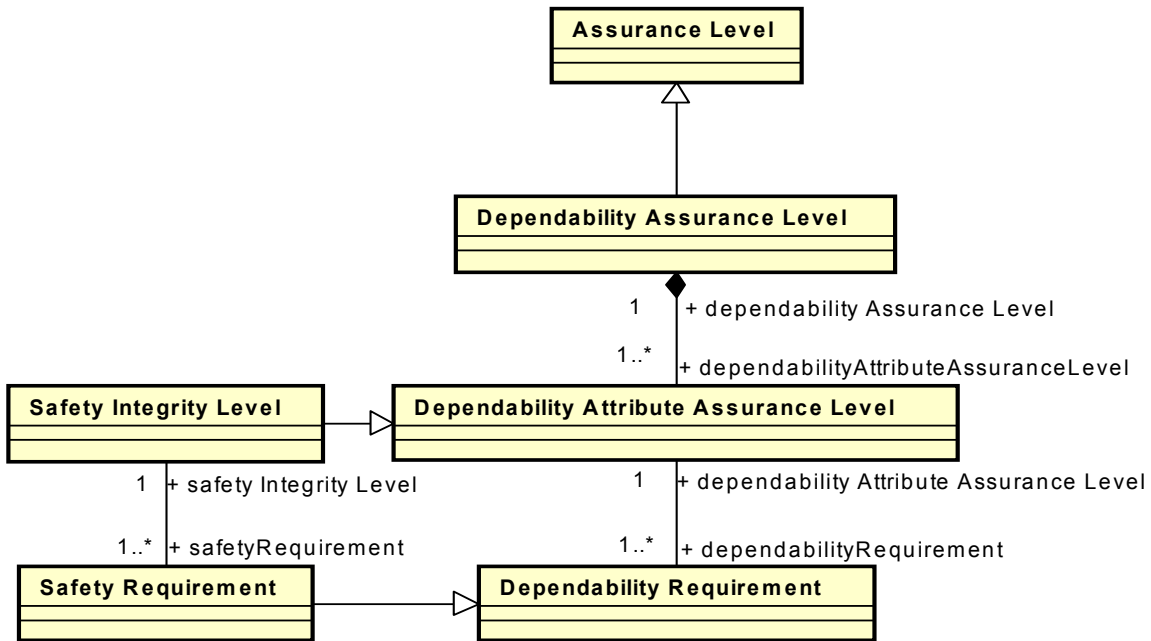 Assurance Level
Dependability Assurance Level
1
+ dependability Assurance Level
1..*
+ dependabilityAttributeAssuranceLevel
Safety Integrity Level
Dependability Attribute Assurance Level
1
+ safety Integrity Level
1
+ dependability Attribute Assurance Level
1..*
+ safetyRequirement
1..*
+ dependabilityRequirement
Safety Requirement
Dependability Requirement